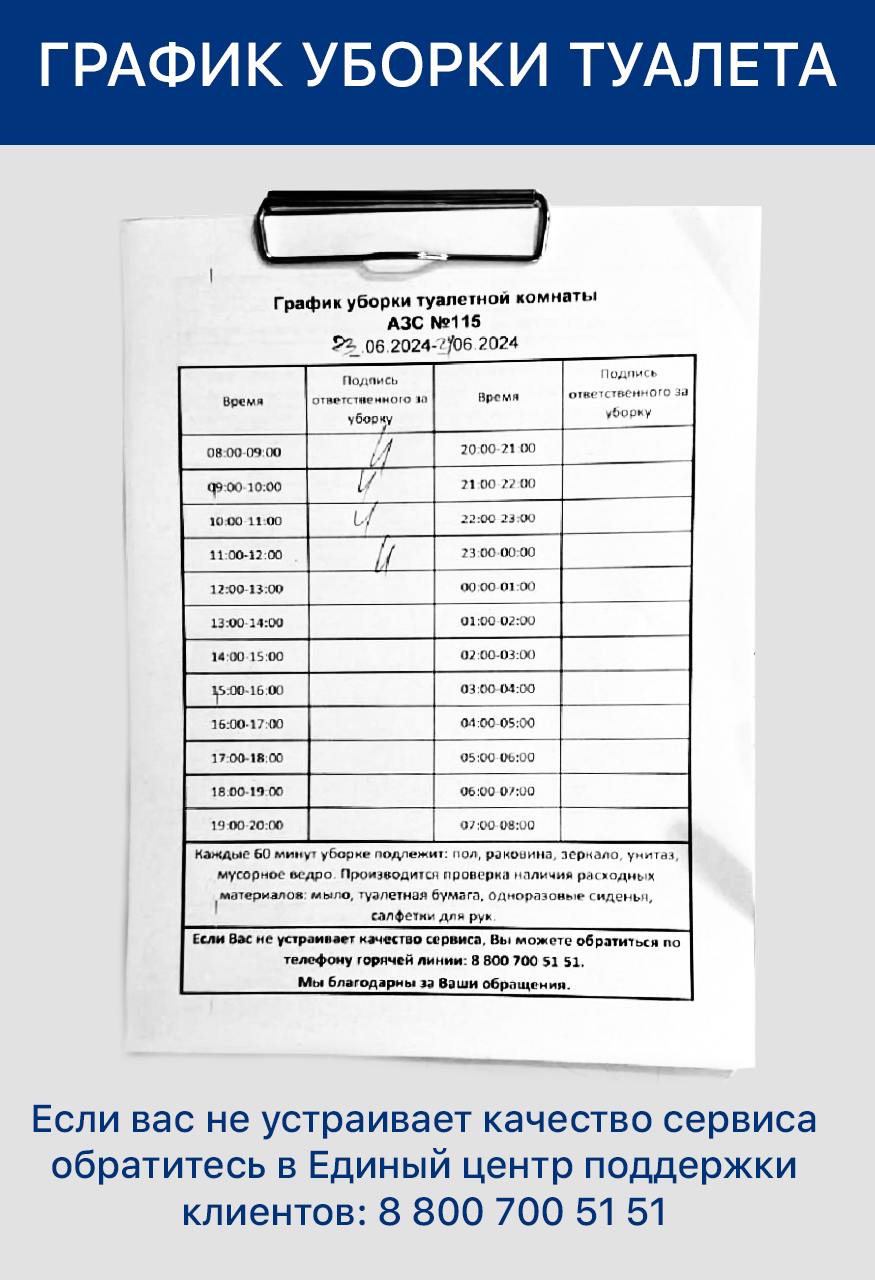 ГРАФИК УБОРКИ ТУАЛЕТА
График уборки туалетной комнаты
АЗС №115
23.06.2024-24.06.2024
Время Подпись ответственного за уборку Время Подпись ответственного за уборку
08:00-09:00 20:00-21:00
09:00-10:00 21:00-22:00
10:00-11:00 22:00-23:00
11:00-12:00 23:00-00:00
12:00-13:00 00:00-01:00
13:00-14:00 01:00-02:00
14:00-15:00 02:00-03:00
15:00-16:00 03:00-04:00
16:00-17:00 04:00-05:00
17:00-18:00 05:00-06:00
18:00-19:00 06:00-07:00
19:00-20:00 07:00-08:00
Каждые 60 минут уборке подлежит: пол, раковина, зеркало, унитаз,
мусорное ведро. Производится проверка наличия расходных
материалов: мыло, туалетная бумага, одноразовые сиденья,
салфетки для рук.
Если Вас не устраивает качество сервиса, Вы можете обратиться по
телефону горячей линии: 8 800 700 51 51.
Мы благодарны за Ваши обращения.
Если вас не устраивает качество сервиса
обратитесь в Единый центр поддержки
клиентов: 8 800 700 51 51